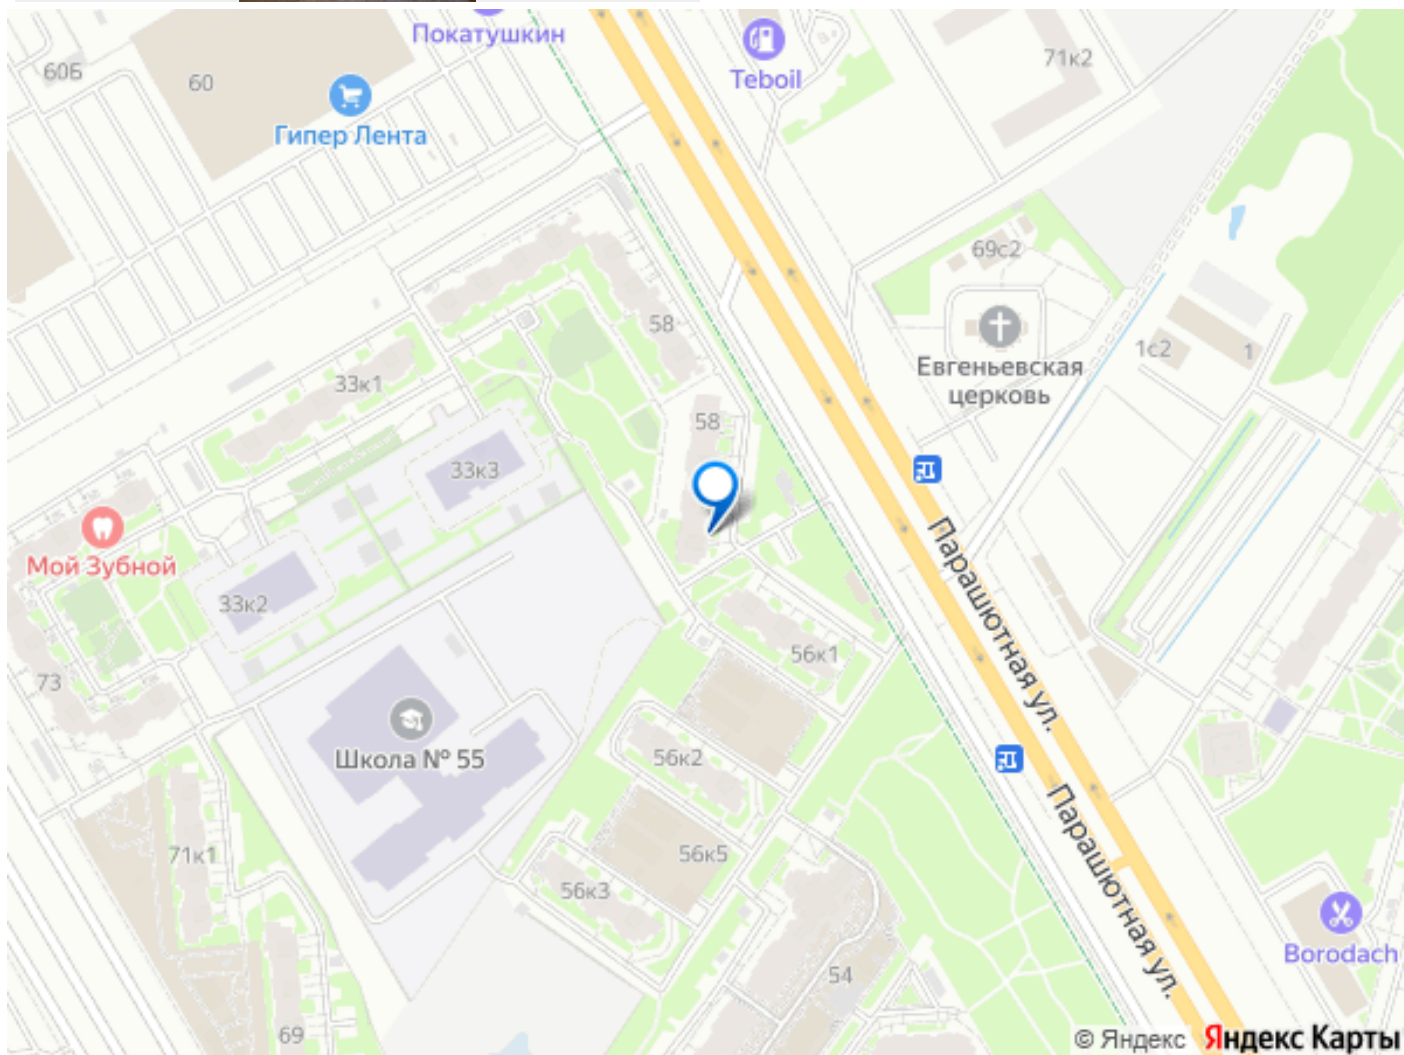 Покатушкин
60Б
60
Гипер Лента
Teboil
71к2
69с2
Евгеньевская
церковь
1с2
1
58
33к1
58
33к3
Мой Зубной
33к2
73
56к1
Парашютная ул.
Школа № 55
56к2
71к1
56к5
56к3
Парашютная ул.
54
Borodach
69
© Яндекс Яндекс Карты